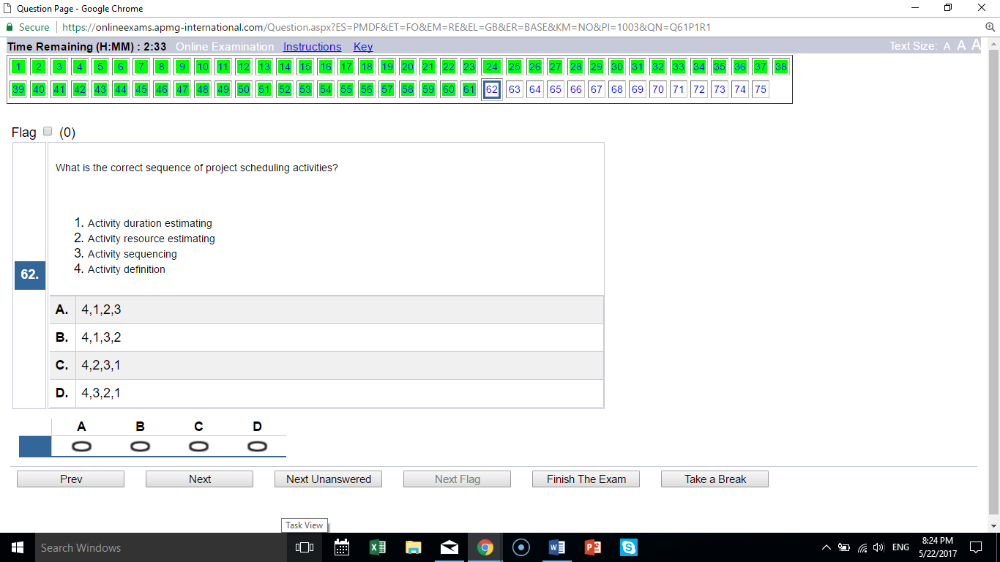 Question Page - Google Chrome
Secure https://onlineexams.apmg-international.com/Question.aspx?ES=PMDF&ET=FO&EM=RE&EL=GB&ER=BASE&KM=NO&PI=1003&QN=Q61P1R1
Time Remaining (H:MM) : 2:33 Online Examination Instructions Key Text Size: A A A
1 2 3 4 5 6 7 8 9 10 11 12 13 14 15 16 17 18 19 20 21 22 23 24 25 26 27 28 29 30 31 32 33 34 35 36 37 38
39 40 41 42 43 44 45 46 47 48 49 50 51 52 53 54 55 56 57 58 59 60 61 62 63 64 65 66 67 68 69 70 71 72 73 74 75
Flag (0)
What is the correct sequence of project scheduling activities?
1. Activity duration estimating
2. Activity resource estimating
3. Activity sequencing
4. Activity definition
62.
A. 4,1,2,3
B. 4,1,3,2
C. 4,2,3,1
D. 4,3,2,1
A B C D
Prev Next Next Unanswered Next Flag Finish The Exam Take a Break
Task View
Search Windows
ENG
8:24 PM
5/22/2017